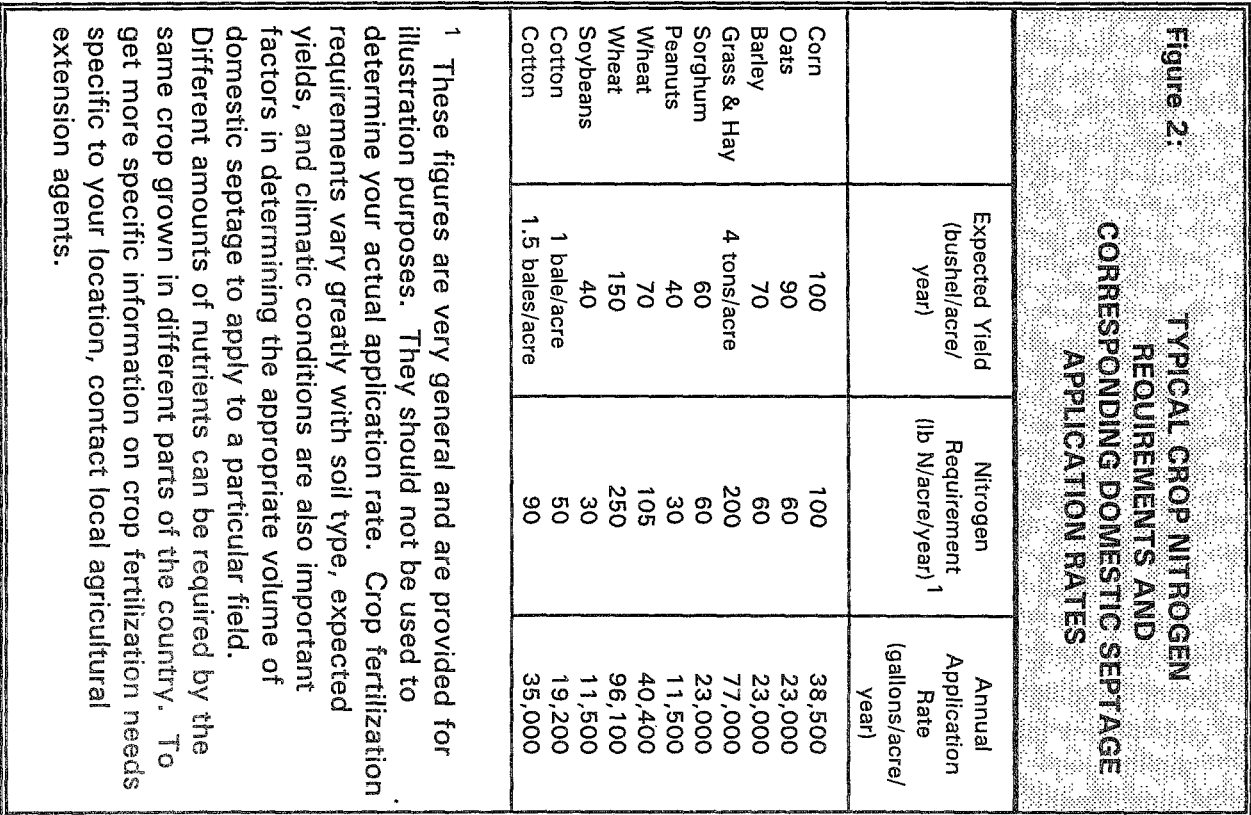 Figure 2: TYPICAL CROP NITROGEN
REQUIREMENTS AND
CORRESPONDING DOMESTIC SEPTAGE
APPLICATION RATES
Expected Yield
(bushel/acre/
year)
Nitrogen
Requirement
(lb N/acre/year)1
Annual
Application
Rate
(gallons/acre/
year)
Corn 100 100 38,500
Oats 90 60 23,000
Barley 70 60 23,000
Grass & Hay 4 tons/acre 200 77,000
Sorghum 60 60 23,000
Peanuts 40 30 11,500
Wheat 70 105 40,400
Wheat 150 250 96,100
Soybeans 40 30 11,500
Cotton 1 bale/acre 50 19,200
Cotton 1.5 bales/acre 90 35,000
1 These figures are very general and are provided for
illustration purposes. They should not be used to
determine your actual application rate. Crop fertilization
requirements vary greatly with soil type, expected
yields, and climatic conditions are also important
factors in determining the appropriate volume of
domestic septage to apply to a particular field.
Different amounts of nutrients can be required by the
same crop grown in different parts of the country. To
get more specific information on crop fertilization needs
specific to your location, contact local agricultural
extension agents.